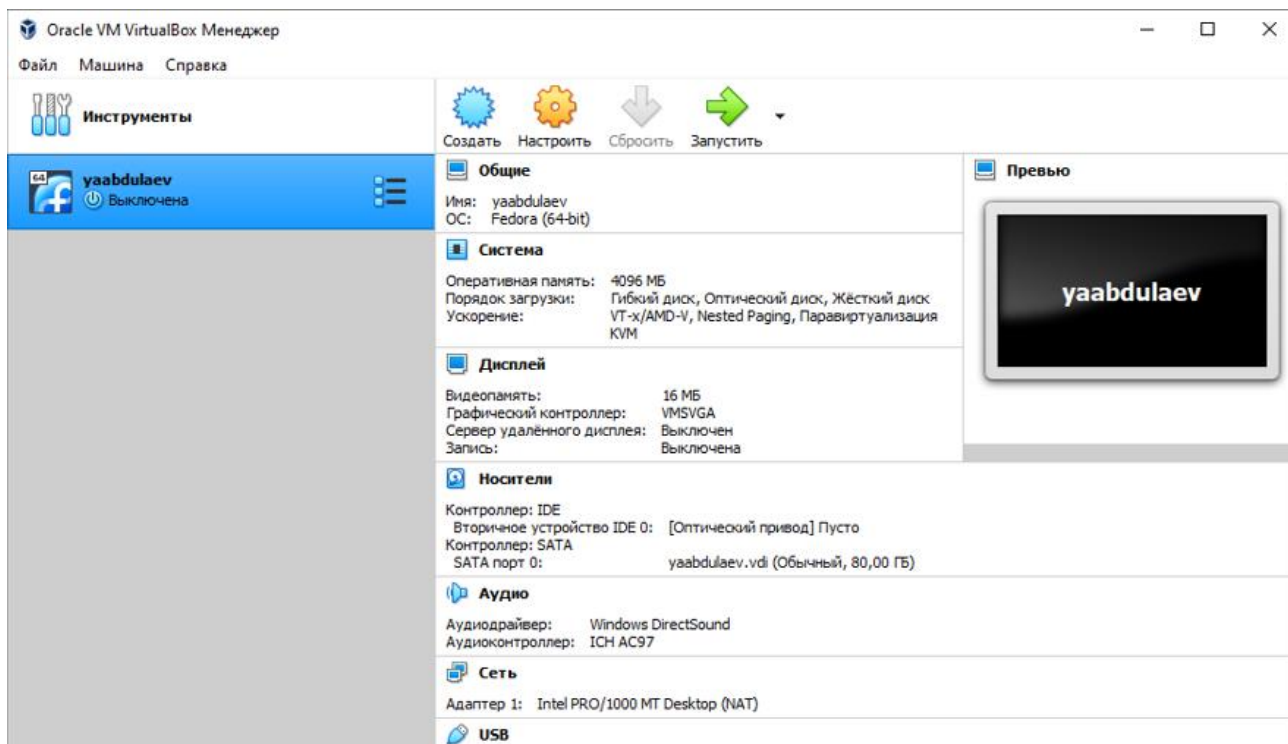 Oracle VM VirtualBox Менеджер
Файл Машина Справка
Инструменты
Создать Настроить Сбросить Запустить
64
yaabdulaev
Выключена
Общие
Имя: yaabdulaev
ОС: Fedora (64-bit)
Превью
yaabdulaev
Система
Оперативная память: 4096 МБ
Порядок загрузки: Гибкий диск, Оптический диск, Жёсткий диск
Ускорение: VT-x/AMD-V, Nested Paging, Паравиртуализация
KVM
Дисплей
Видеопамять: 16 МБ
Графический контроллер: VMSVGA
Сервер удалённого дисплея: Выключен
Запись: Выключена
Носители
Контроллер: IDE
Вторичное устройство IDE 0: [Оптический привод] Пусто
Контроллер: SATA
SATA порт 0: yaabdulaev.vdi (Обычный, 80,00 ГБ)
Аудио
Аудиодрайвер: Windows DirectSound
Аудиоконтроллер: ICH AC97
Сеть
Адаптер 1: Intel PRO/1000 MT Desktop (NAT)
USB